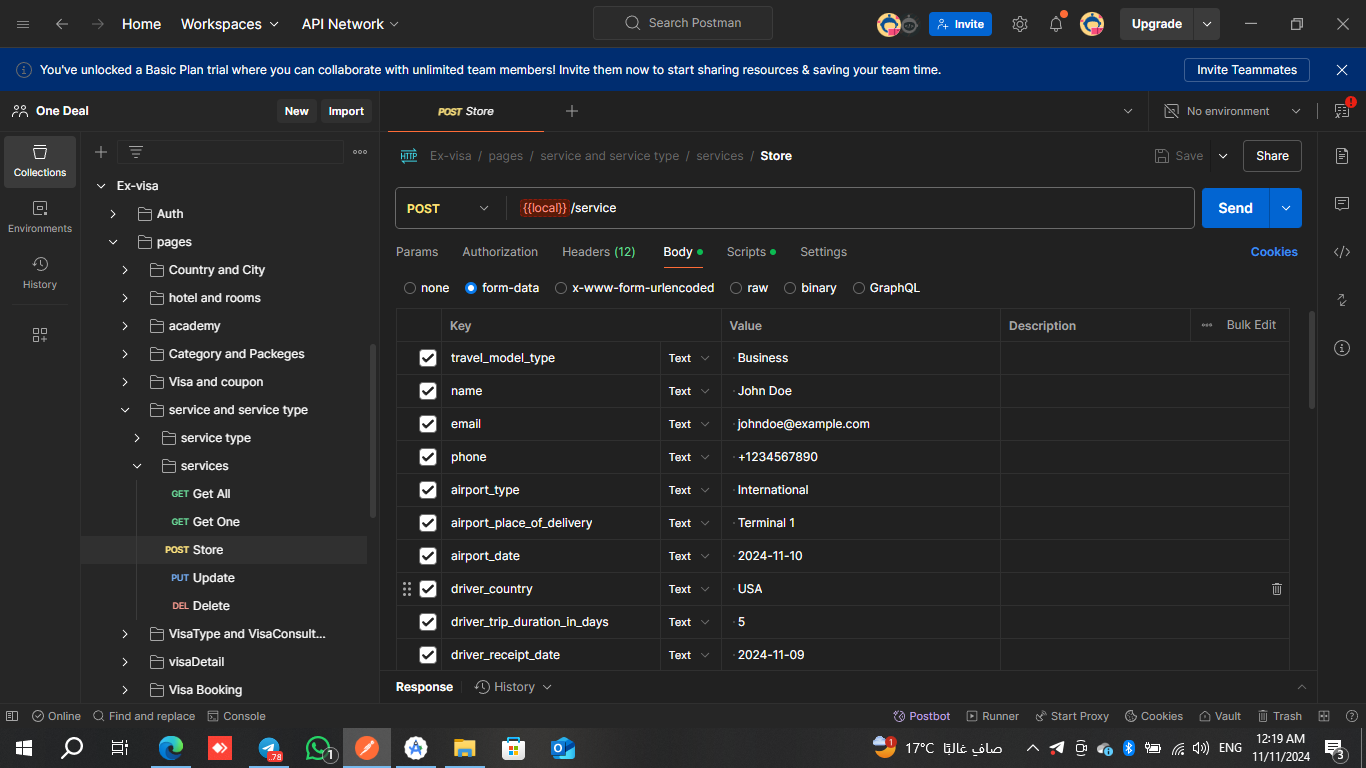 Home Workspaces API Network Search Postman Invite Upgrade
You've unlocked a Basic Plan trial where you can collaborate with unlimited team members! Invite them now to start sharing resources & saving your team time. Invite Teammates
One Deal New Import POST Store No environment
Collections
Environments
History
Ex-visa
Auth
pages
Country and City
hotel and rooms
academy
Category and Packeges
Visa and coupon
service and service type
service type
services
GET Get All
GET Get One
POST Store
PUT Update
DEL Delete
VisaType and VisaConsult...
visaDetail
Visa Booking
HTTP Ex-visa / pages / service and service type / services / Store Save Share
POST {{local}} /service Send
Params Authorization Headers (12) Body Scripts Settings Cookies
none form-data x-www-form-urlencoded raw binary GraphQL
Key Value Description Bulk Edit
travel_model_type Text Business
name Text John Doe
email Text johndoe@example.com
phone Text +1234567890
airport_type Text International
airport_place_of_delivery Text Terminal 1
airport_date Text 2024-11-10
driver_country Text USA
driver_trip_duration_in_days Text 5
driver_receipt_date Text 2024-11-09
Response History
Online Find and replace Console Postbot Runner Start Proxy Cookies Vault Trash
.78 1 1 17°C صافٍ غالبًا ENG 12:19 AM
11/11/2024 3